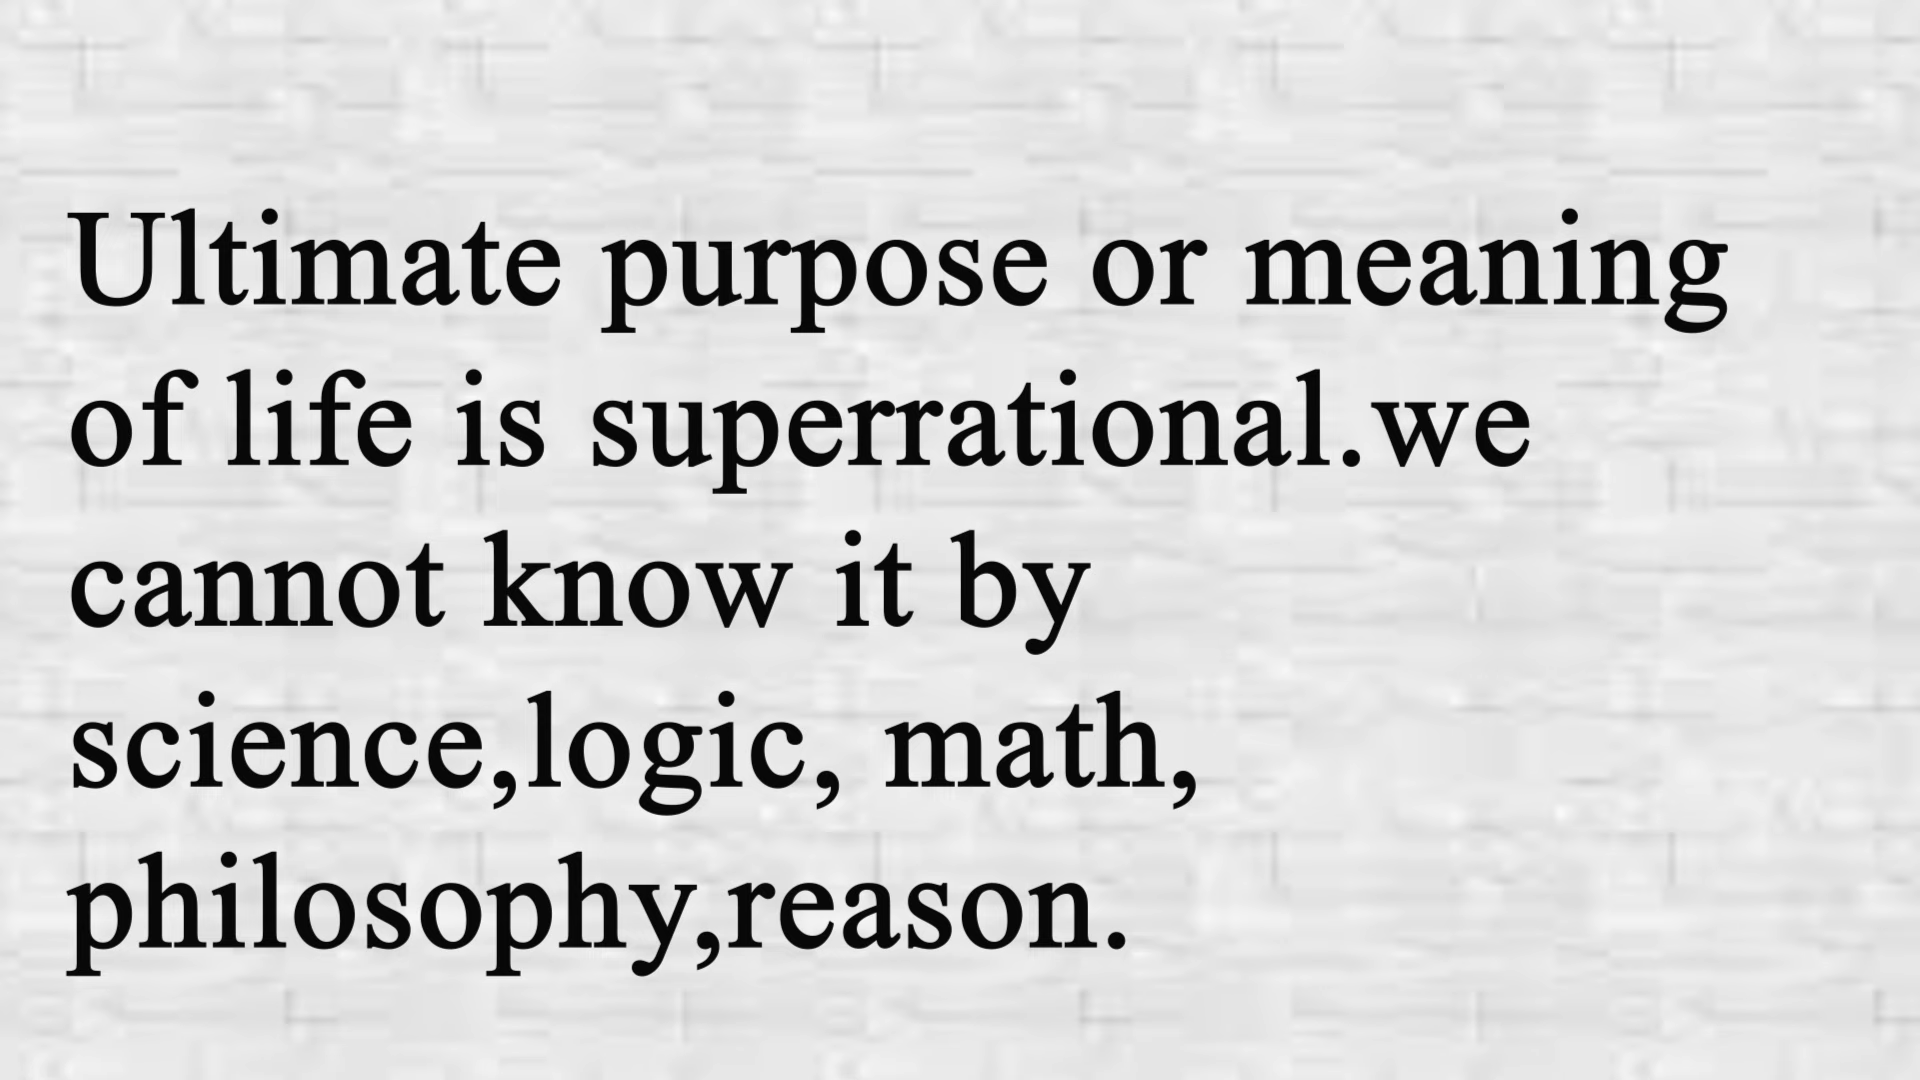 Ultimate purpose or meaning
of life is superrational.we
cannot know it by
science,logic, math,
philosophy,reason.